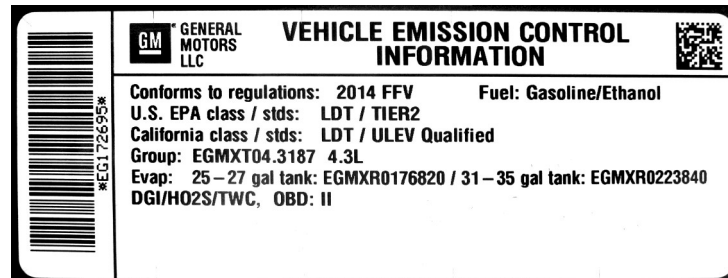 *EG172695*
GM
GENERAL
MOTORS
LLC
VEHICLE EMISSION CONTROL
INFORMATION
Conforms to regulations: 2014 FFV Fuel: Gasoline/Ethanol
U.S. EPA class / stds: LDT / TIER2
California class / stds: LDT / ULEV Qualified
Group: EGMXT04.3187 4.3L
Evap: 25–27 gal tank: EGMXR0176820 / 31–35 gal tank: EGMXR0223840
DGI/HO2S/TWC, OBD: II